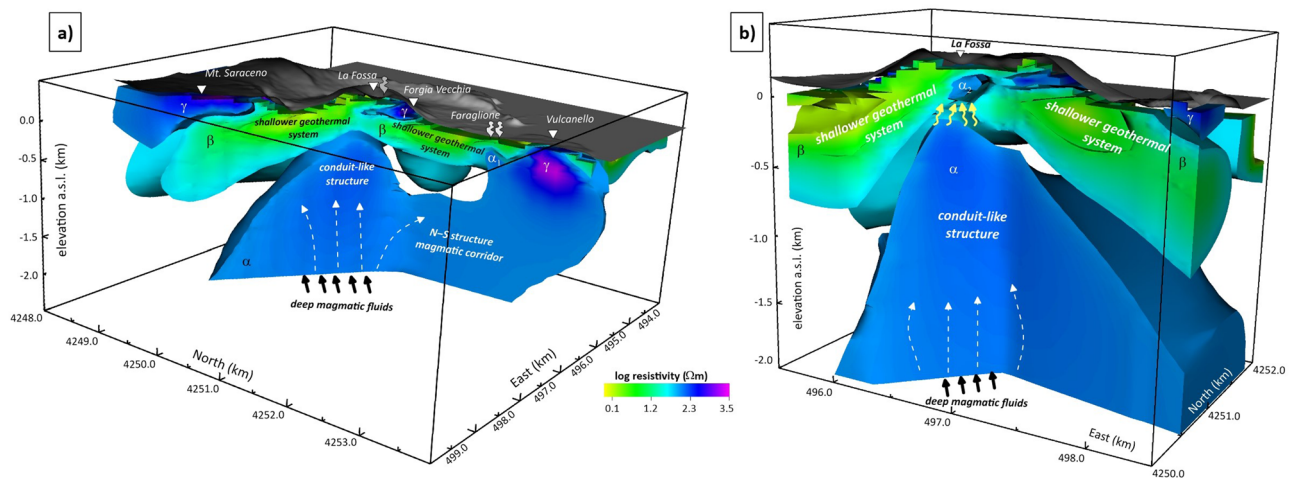 a)
Mt. Saraceno
La Fossa
Forgia Vecchia
Faraglione
Vulcanello
γ
γ
γ
β
β
shallower geothermal
system
shallower geothermal
system
α1
conduit-like
structure
N–S structure
magmatic corridor
α
deep magmatic fluids
elevation a.s.l. (km)
0.0
-0.5
-1.0
-1.5
-2.0
4248.0
4249.0
4250.0
4251.0
4252.0
4253.0
North (km)
499.0
498.0
497.0
496.0
495.0
494.0
East (km)
log resistivity (Ωm)
0.1 1.2 2.3 3.5
b)
La Fossa
α2
γ
β
β
shallower geothermal
system
shallower geothermal
system
α
conduit-like
structure
deep magmatic fluids
elevation a.s.l. (km)
0
-0.5
-1.0
-1.5
-2.0
496.0
497.0
498.0
East (km)
4250.0
4251.0
4252.0
North (km)